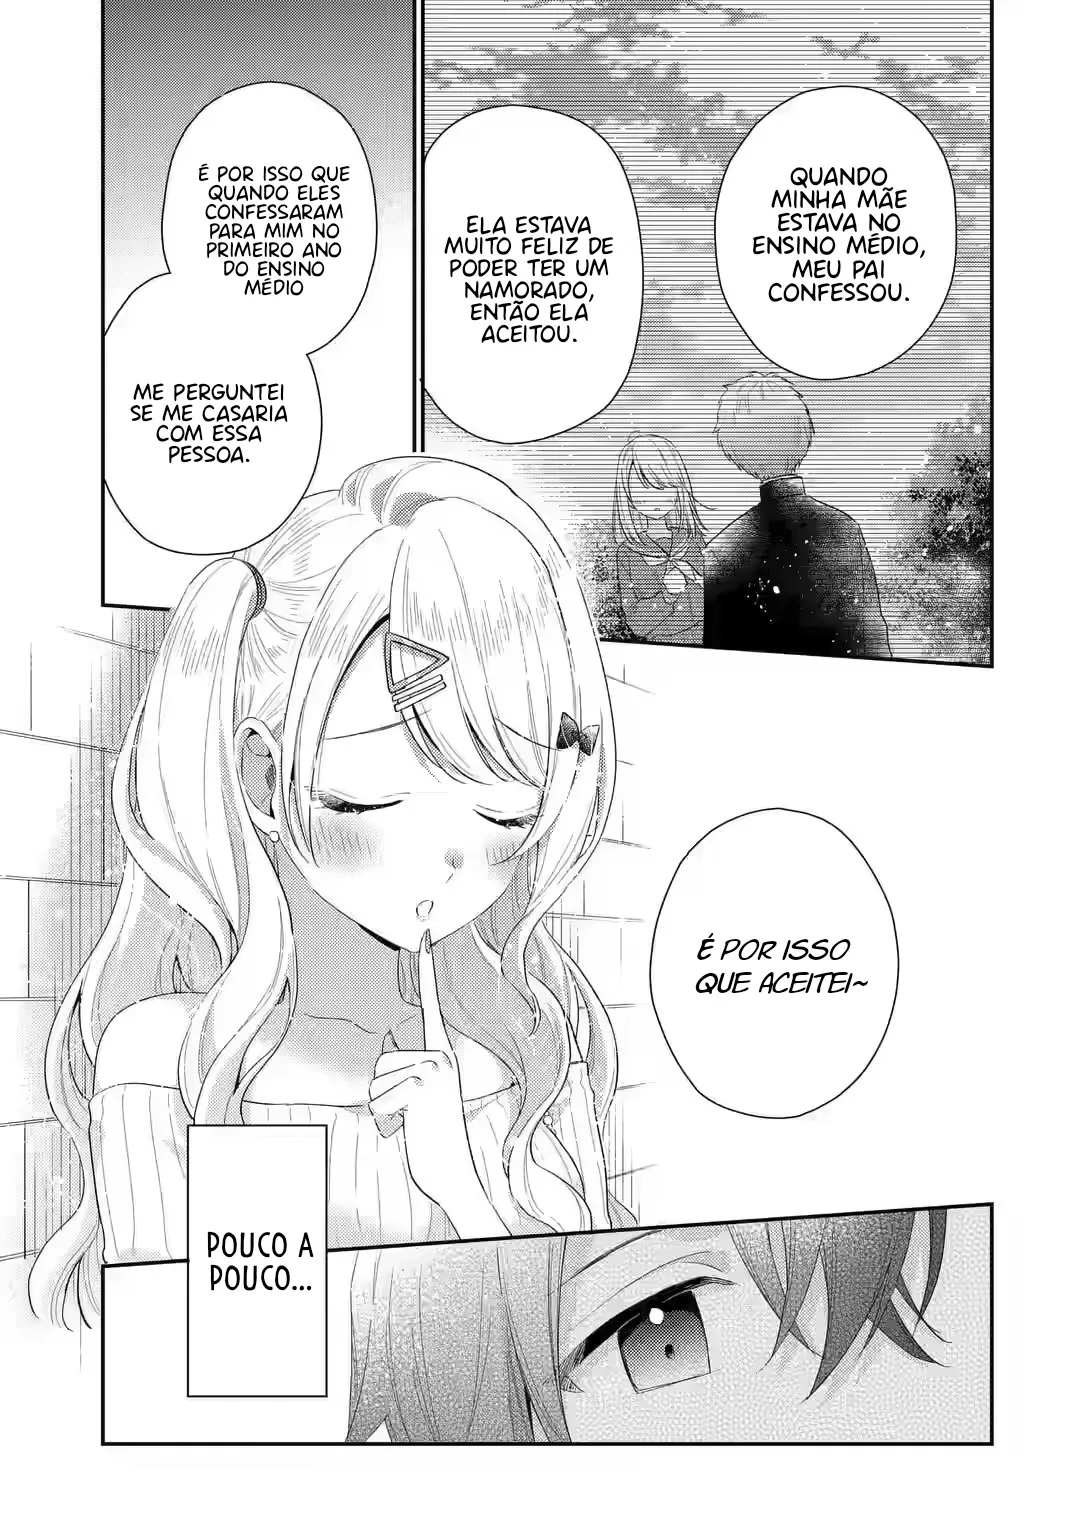 QUANDO
MINHA MÃE
ESTAVA NO
ENSINO MÉDIO,
MEU PAI
CONFESSOU.
ELA ESTAVA
MUITO FELIZ DE
PODER TER UM
NAMORADO,
ENTÃO ELA
ACEITOU.
É POR ISSO QUE
QUANDO ELES
CONFESSARAM
PARA MIM NO
PRIMEIRO ANO
DO ENSINO
MÉDIO
ME PERGUNTEI
SE ME CASARIA
COM ESSA
PESSOA.
É POR ISSO
QUE ACEITEI~
POUCO A
POUCO...